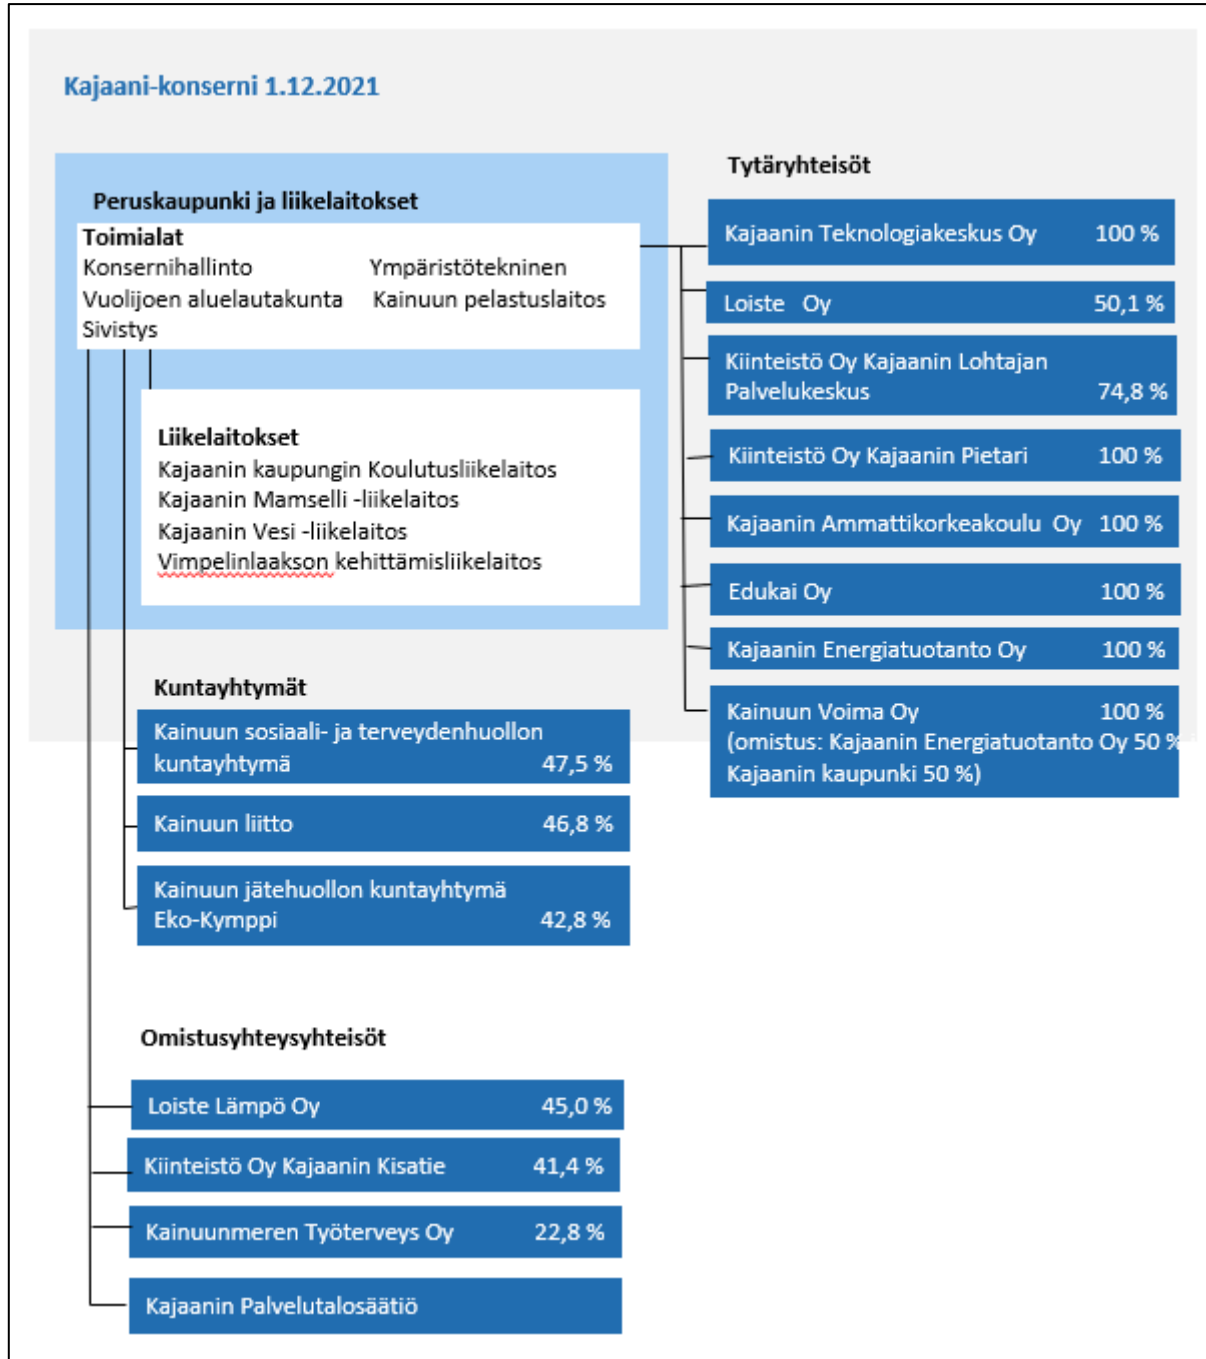 Kajaani-konserni 1.12.2021
Peruskaupunki ja liikelaitokset
Toimialat
Konsernihallinto Ympäristötekninen
Vuolijoen aluelautakunta Kainuun pelastuslaitos
Sivistys
Liikelaitokset
Kajaanin kaupungin Koulutusliikelaitos
Kajaanin Mamselli -liikelaitos
Kajaanin Vesi -liikelaitos
Vimpelinlaakson kehittämisliikelaitos
Tytäryhteisöt
Kajaanin Teknologiakeskus Oy 100 %
Loiste Oy 50,1 %
Kiinteistö Oy Kajaanin Lohtajan
Palvelukeskus 74,8 %
Kiinteistö Oy Kajaanin Pietari 100 %
Kajaanin Ammattikorkeakoulu Oy 100 %
Edukai Oy 100 %
Kajaanin Energiatuotanto Oy 100 %
Kainuun Voima Oy 100 %
(omistus: Kajaanin Energiatuotanto Oy 50 %
Kajaanin kaupunki 50 %)
Kuntayhtymät
Kainuun sosiaali- ja terveydenhuollon
kuntayhtymä 47,5 %
Kainuun liitto 46,8 %
Kainuun jätehuollon kuntayhtymä
Eko-Kymppi 42,8 %
Omistusyhteysyhteisöt
Loiste Lämpö Oy 45,0 %
Kiinteistö Oy Kajaanin Kisatie 41,4 %
Kainuunmeren Työterveys Oy 22,8 %
Kajaanin Palvelutalosäätiö